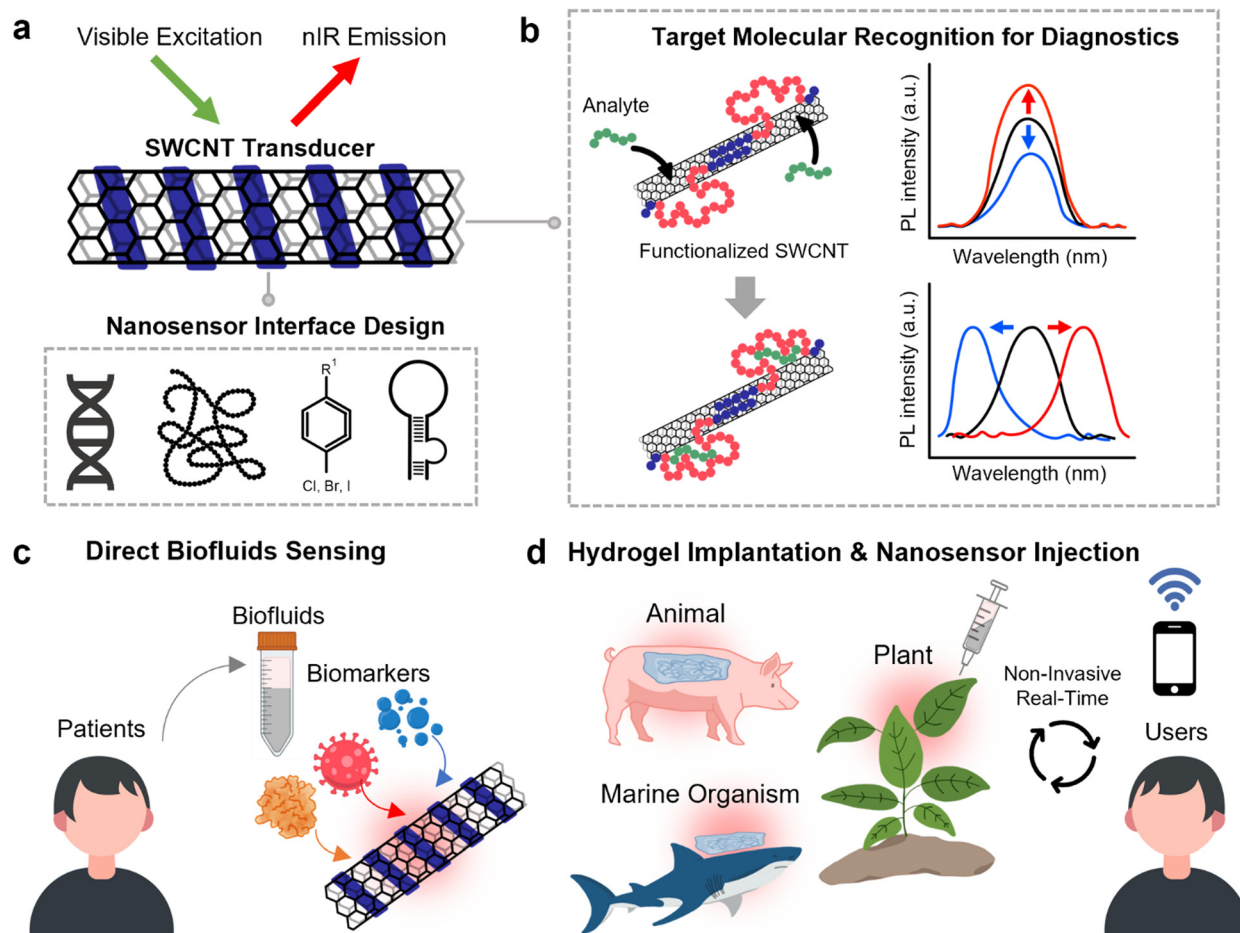 a
Visible Excitation
nIR Emission
SWCNT Transducer
Nanosensor Interface Design
R1
Cl, Br, I
b
Target Molecular Recognition for Diagnostics
Analyte
Functionalized SWCNT
PL intensity (a.u.)
Wavelength (nm)
PL intensity (a.u.)
Wavelength (nm)
c
Direct Biofluids Sensing
Biofluids
Biomarkers
Patients
d
Hydrogel Implantation & Nanosensor Injection
Animal
Plant
Marine Organism
Non-Invasive
Real-Time
Users